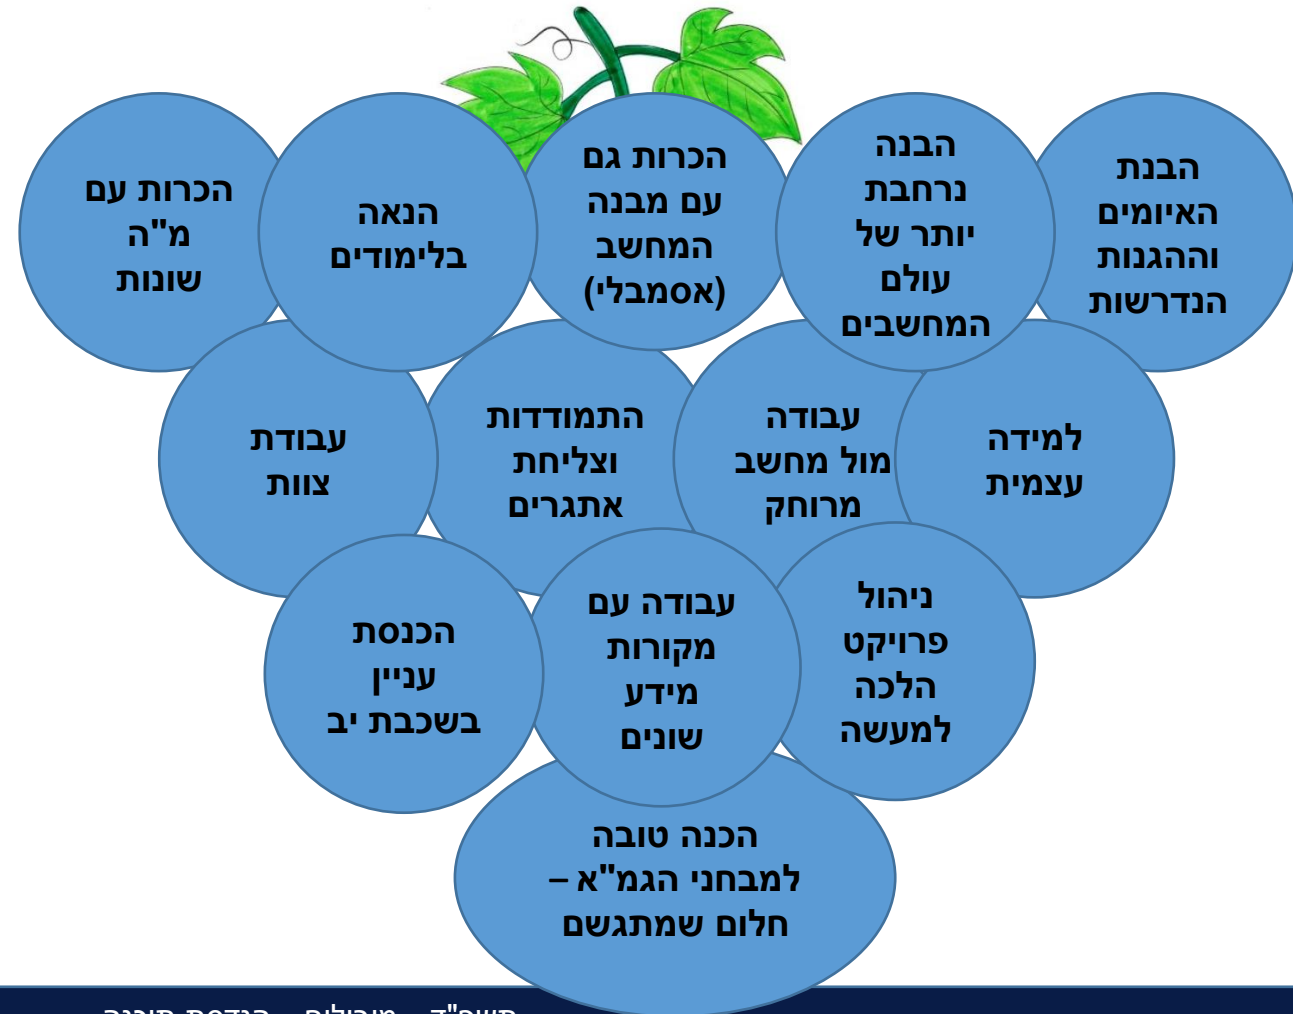 הבנת
האיומים
וההגנות
הנדרשות
הבנה
נרחבת
יותר של
עולם
המחשבים
הכרות גם
עם מבנה
המחשב
(אסמבלי)
הנאה
בלימודים
הכרות עם
מ"ה
שונות
למידה
עצמית
עבודה
מול מחשב
מרוחק
התמודדות
וצליחת
אתגרים
עבודת
צוות
ניהול
פרויקט
הלכה
למעשה
עבודה עם
מקורות
מידע
שונים
הכנסת
עניין
בשכבת יב
הכנה טובה
למבחני הגמ"א –
חלום שמתגשם